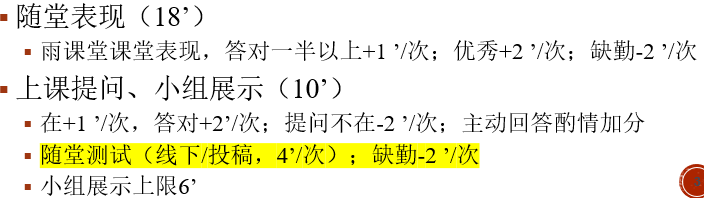 随堂表现（18’）
雨课堂课堂表现，答对一半以上+1 ’/次；优秀+2 ’/次；缺勤-2 ’/次
上课提问、小组展示（10’）
在+1 ’/次，答对+2’/次；提问不在-2 ’/次；主动回答酌情加分
随堂测试（线下/投稿，4’/次）；缺勤-2 ’/次
小组展示上限6’